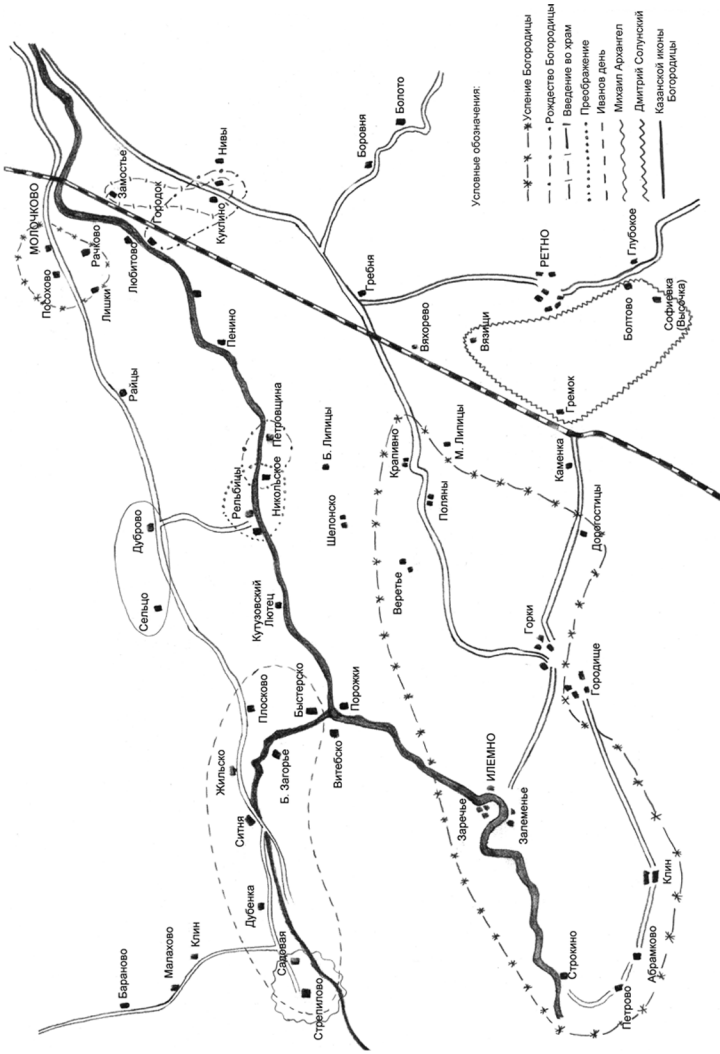 Бараново
Малахово
Клин
Стрепилово
Садовая
Дубенка
Ситня
Жильско
Плосково
Б. Загорье
Быстерско
Витебско
Порожки
Сельцо
Дуброво
Кутузовский
Лютец
Рельбицы
Никольское
Петровщина
Райцы
Пенино
Посохово
МОЛОЧКОВО
Лишки
Рачково
Любитово
Замостье
Городок
Куклино
Нивы
Шелонско
Б. Липицы
Боровня
Болото
Требня
РЕТНО
Глубокое
Вяхорево
Вязищи
Болтово
Софиевка
(Высочка)
Гремок
Каменка
Крапивно
М. Липицы
Поляны
Веретье
Дорогостицы
Горки
Городище
ИЛЕМНО
Заречье
Залеменье
Строкино
Петрово
Абрамково
Клин
Условные обозначения:
Успение Богородицы
Рождество Богородицы
Введение во храм
Преображение
Иванов день
Михаил Архангел
Дмитрий Солунский
Казанской иконы
Богородицы